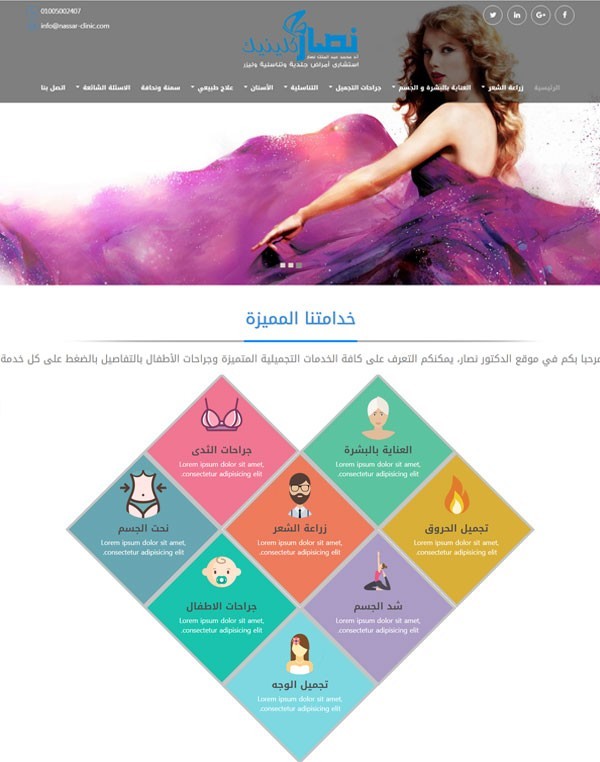 01005002407
info@nassar-clinic.com
نصار كلينيك
أ.د محمد عبد الملك نصار
استشارى أمراض جلدية وتناسلية وليزر
الرئيسية زراعة الشعر العناية بالبشرة و الجسم جراحات التجميل التناسلية الأسنان علاج طبيعي سمنة ونحافة الاسئلة الشائعة اتصل بنا
خدامتنا المميزة
مرحبا بكم في موقع الدكتور نصار، يمكنكم التعرف على كافة الخدمات التجميلية المتميزة وجراحات الأطفال بالتفاصيل بالضغط على كل خدمة
العناية بالبشرة
Lorem ipsum dolor sit amet,
consectetur adipisicing elit.
جراحات الثدى
Lorem ipsum dolor sit amet,
consectetur adipisicing elit.
تجميل الحروق
Lorem ipsum dolor sit amet,
consectetur adipisicing elit.
زراعة الشعر
Lorem ipsum dolor sit amet,
consectetur adipisicing elit.
نحت الجسم
Lorem ipsum dolor sit amet,
consectetur adipisicing elit.
شد الجسم
Lorem ipsum dolor sit amet,
consectetur adipisicing elit.
جراحات الاطفال
Lorem ipsum dolor sit amet,
consectetur adipisicing elit.
تجميل الوجه
Lorem ipsum dolor sit amet,
consectetur adipisicing elit.